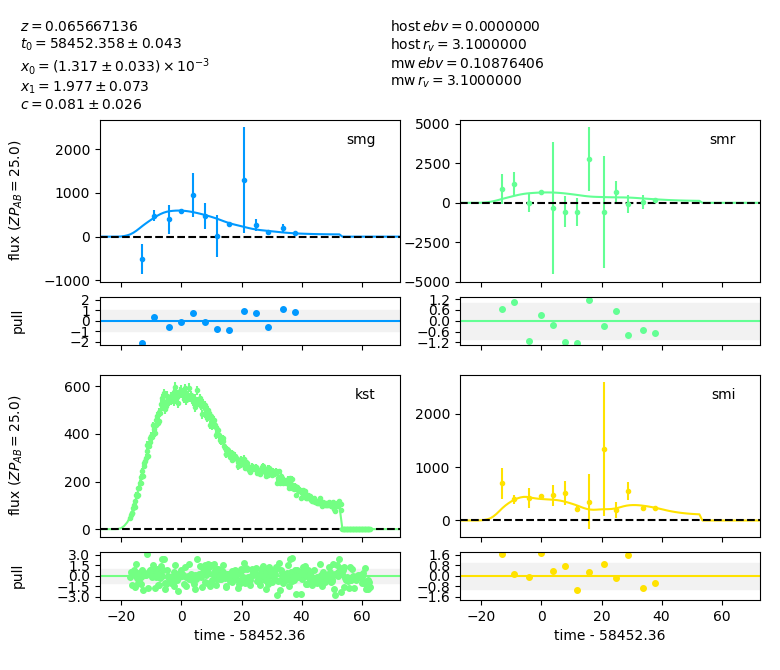 z = 0.065667136
t₀ = 58452.358 ± 0.043
x₀ = (1.317 ± 0.033) × 10⁻³
x₁ = 1.977 ± 0.073
c = 0.081 ± 0.026
host ebv = 0.0000000
host r_v = 3.1000000
mw ebv = 0.10876406
mw r_v = 3.1000000
flux (ZP_AB = 25.0)
2000
1000
0
−1000
smg
5000
2500
0
−2500
−5000
smr
pull
2
1
0
−1
−2
1.2
0.6
0.0
−0.6
−1.2
flux (ZP_AB = 25.0)
600
400
200
0
kst
2000
1000
0
smi
pull
3.0
1.5
0.0
−1.5
−3.0
1.6
0.8
0.0
−0.8
−1.6
−20 0 20 40 60
−20 0 20 40 60
time - 58452.36
time - 58452.36